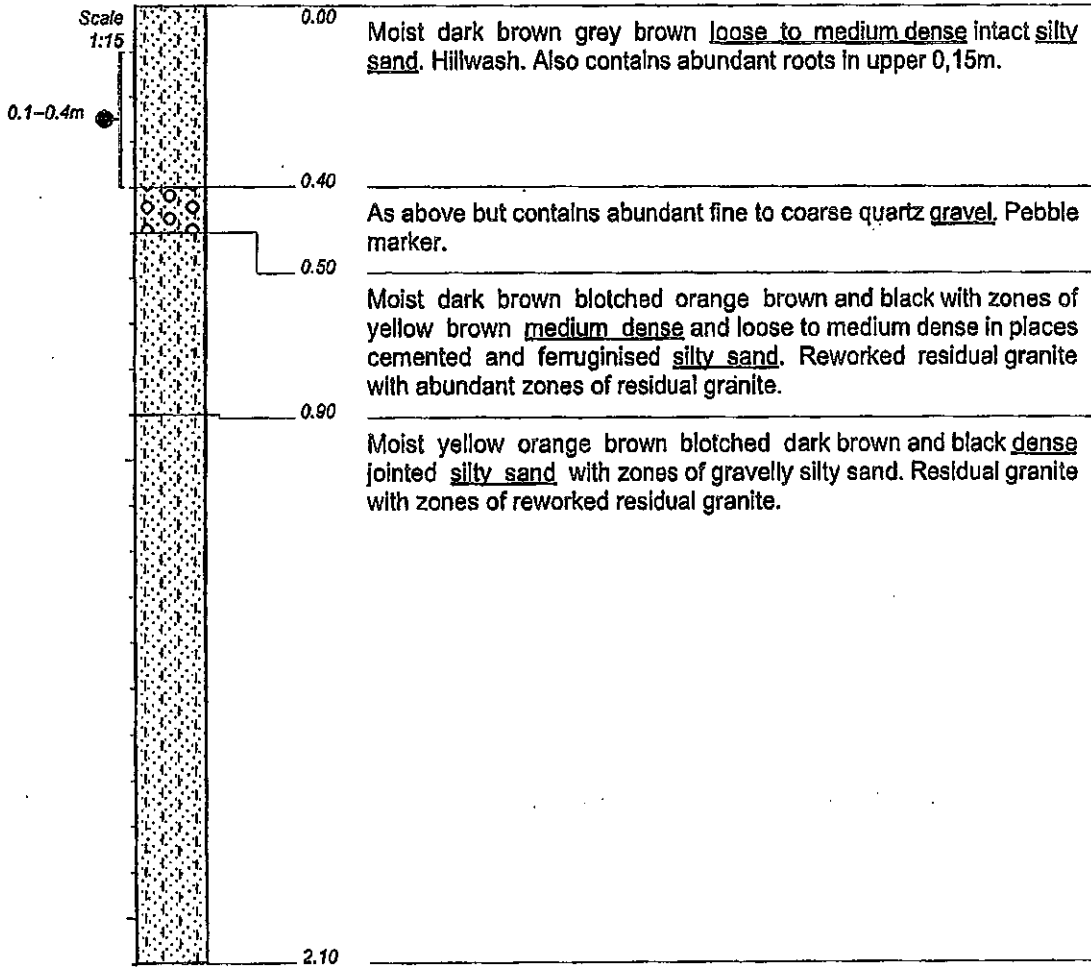 Scale
1:15
0.00
Moist dark brown grey brown loose to medium dense intact silty
sand. Hillwash. Also contains abundant roots in upper 0,15m.
0.1–0.4m
0.40
As above but contains abundant fine to coarse quartz gravel. Pebble
marker.
0.50
Moist dark brown blotched orange brown and black with zones of
yellow brown medium dense and loose to medium dense in places
cemented and ferruginised silty sand. Reworked residual granite
with abundant zones of residual granite.
0.90
Moist yellow orange brown blotched dark brown and black dense
jointed silty sand with zones of gravelly silty sand. Residual granite
with zones of reworked residual granite.
2.10